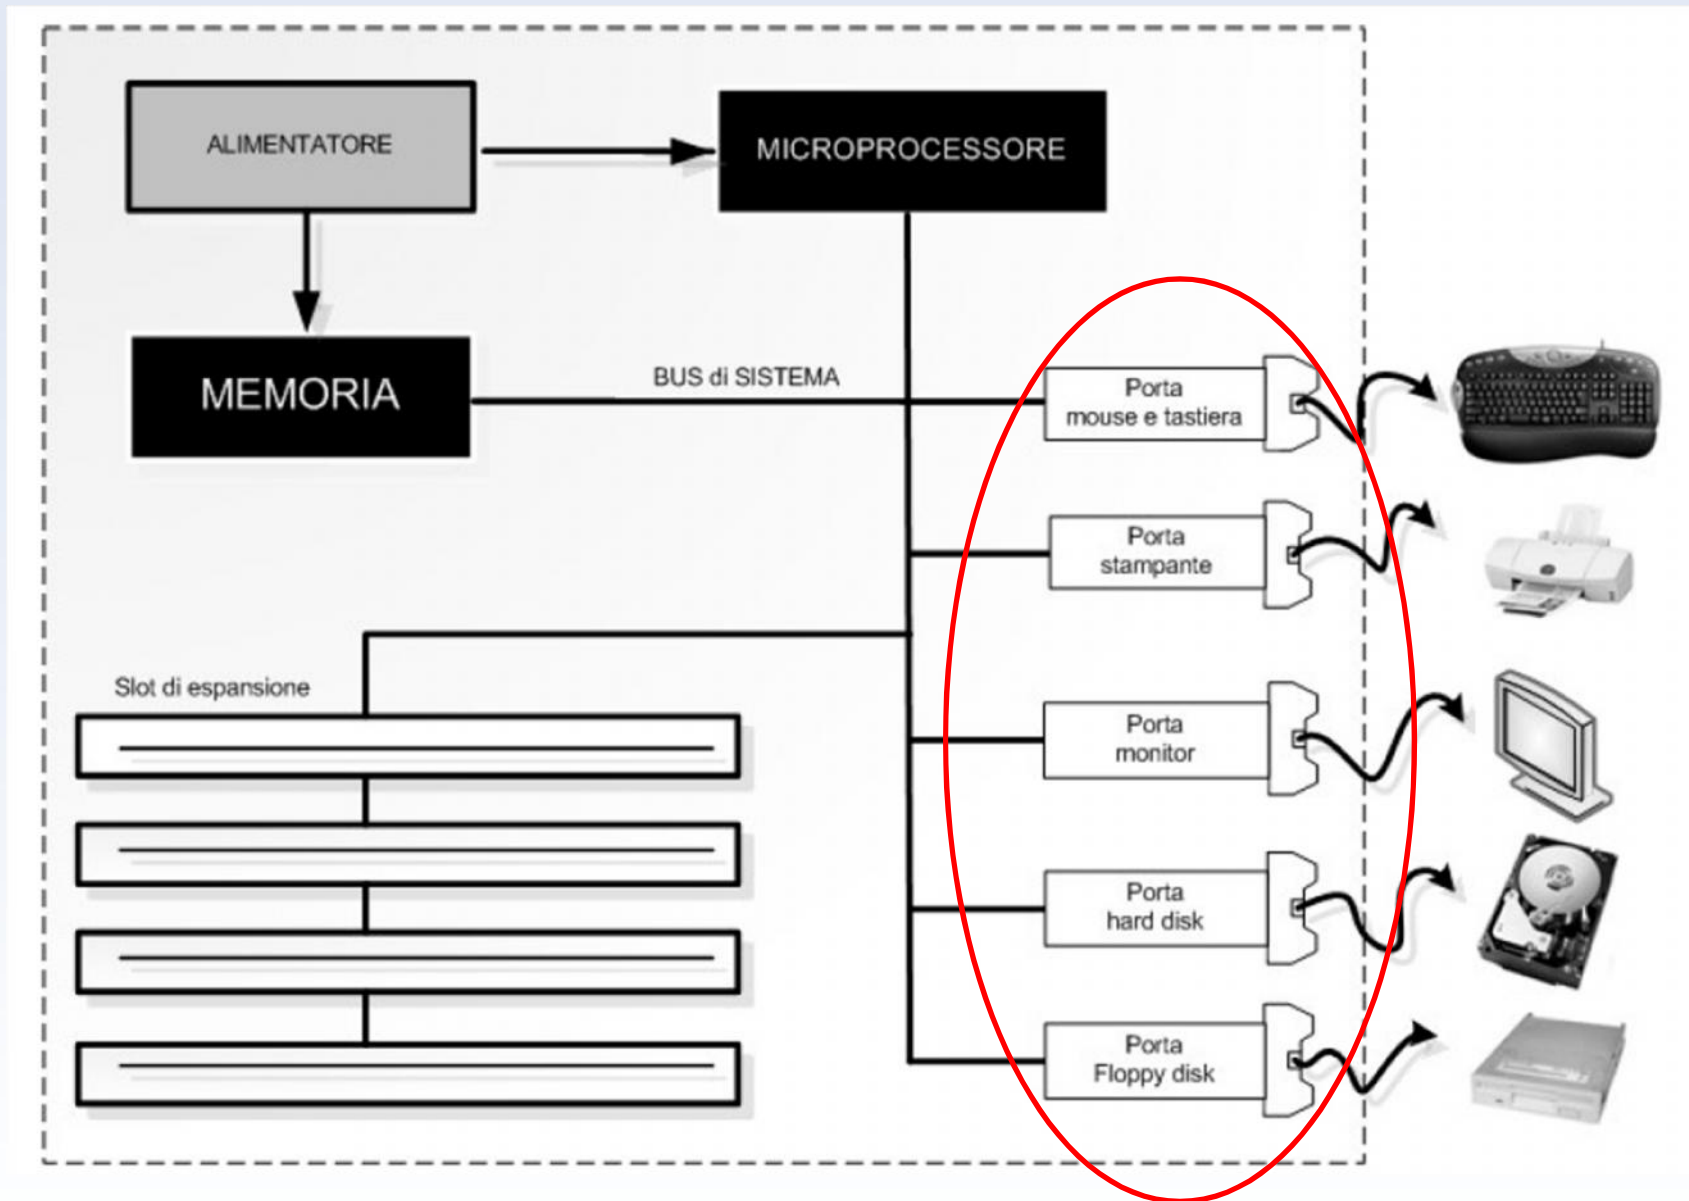 ALIMENTATORE
MICROPROCESSORE
MEMORIA
BUS di SISTEMA
Porta
mouse e tastiera
Porta
stampante
Slot di espansione
Porta
monitor
Porta
hard disk
Porta
Floppy disk